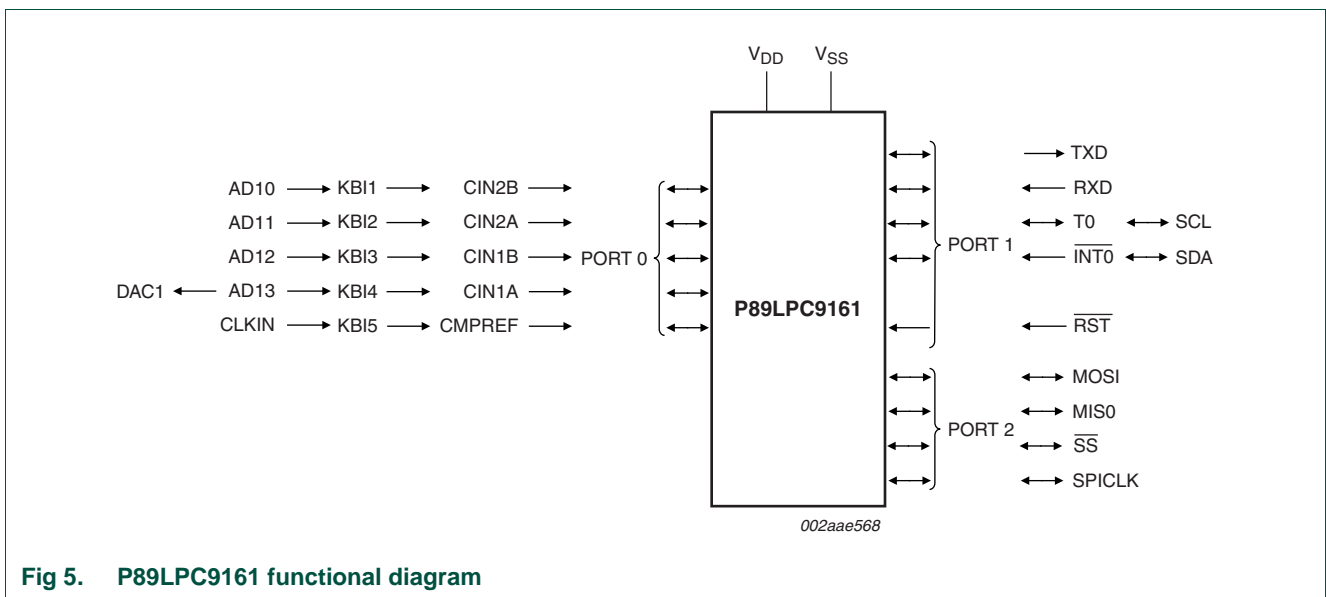 VDD VSS
TXD
AD10 KBI1 CIN2B RXD
AD11 KBI2 CIN2A T0 SCL
AD12 KBI3 CIN1B PORT 0 PORT 1 INT0 SDA
DAC1 AD13 KBI4 CIN1A P89LPC9161
CLKIN KBI5 CMPREF RST
MOSI
MIS0
PORT 2 SS
SPICLK
002aae568
Fig 5. P89LPC9161 functional diagram